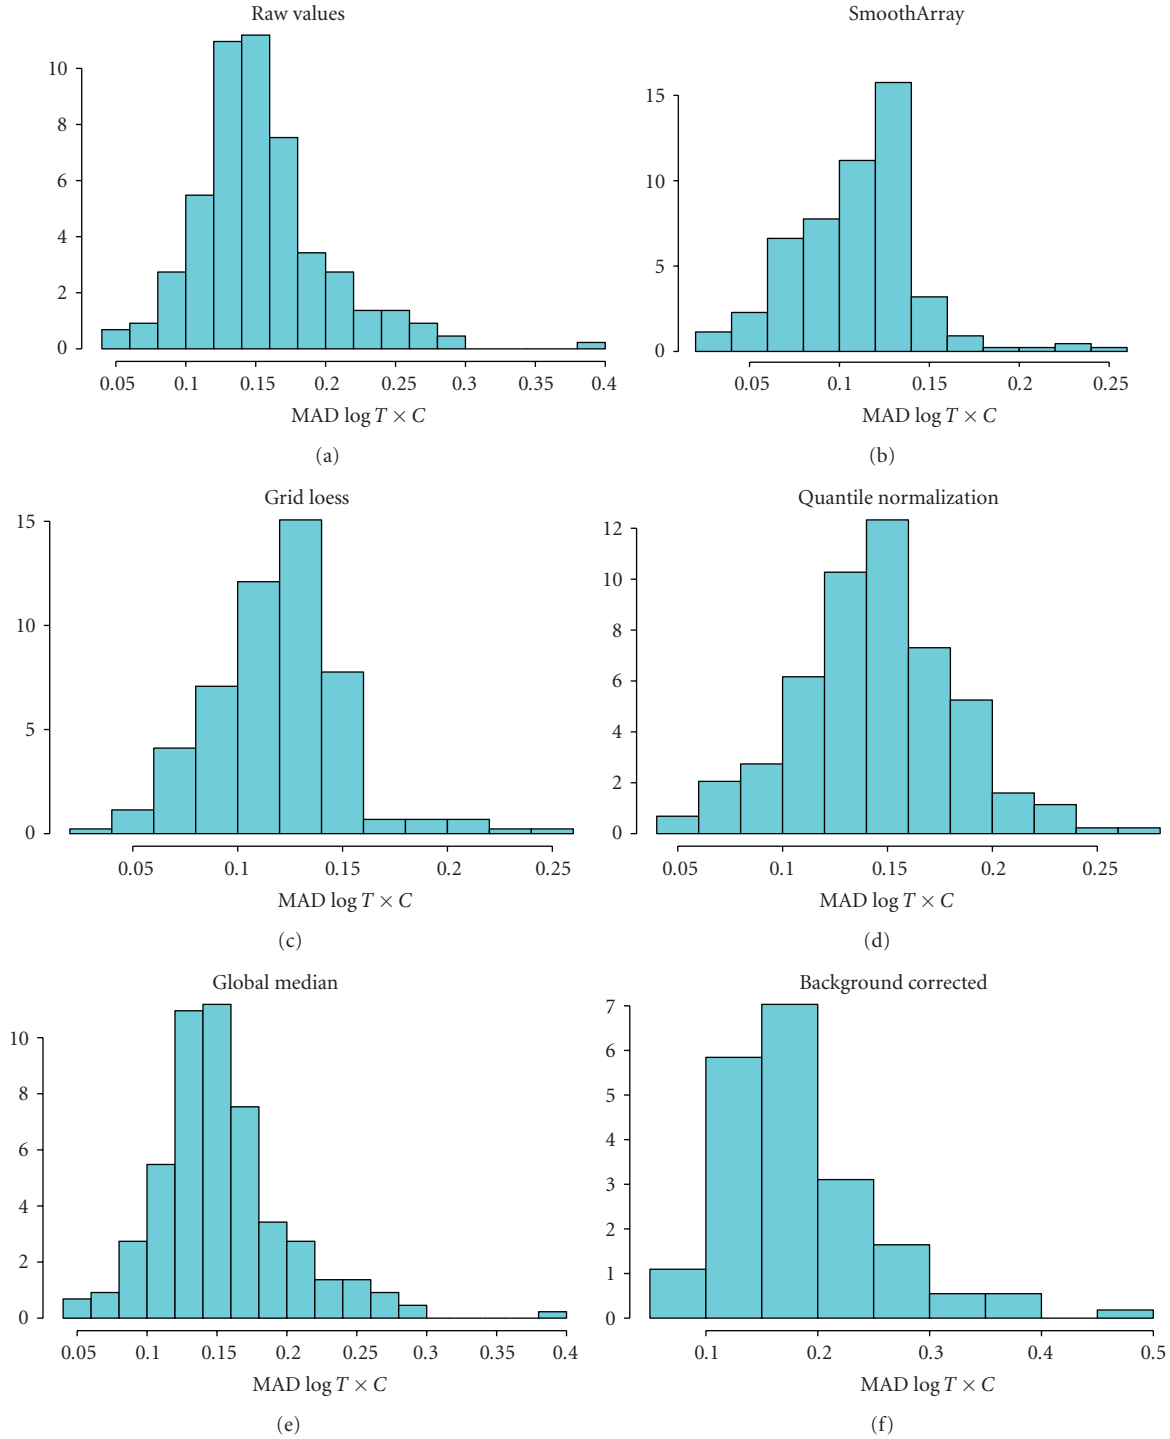 Raw values
10
8
6
4
2
0
0.05 0.1 0.15 0.2 0.25 0.3 0.35 0.4
MAD log T × C
(a)
SmoothArray
15
10
5
0
0.05 0.1 0.15 0.2 0.25
MAD log T × C
(b)
Grid loess
15
10
5
0
0.05 0.1 0.15 0.2 0.25
MAD log T × C
(c)
Quantile normalization
12
10
8
6
4
2
0
0.05 0.1 0.15 0.2 0.25
MAD log T × C
(d)
Global median
10
8
6
4
2
0
0.05 0.1 0.15 0.2 0.25 0.3 0.35 0.4
MAD log T × C
(e)
Background corrected
7
6
5
4
3
2
1
0
0.1 0.2 0.3 0.4 0.5
MAD log T × C
(f)